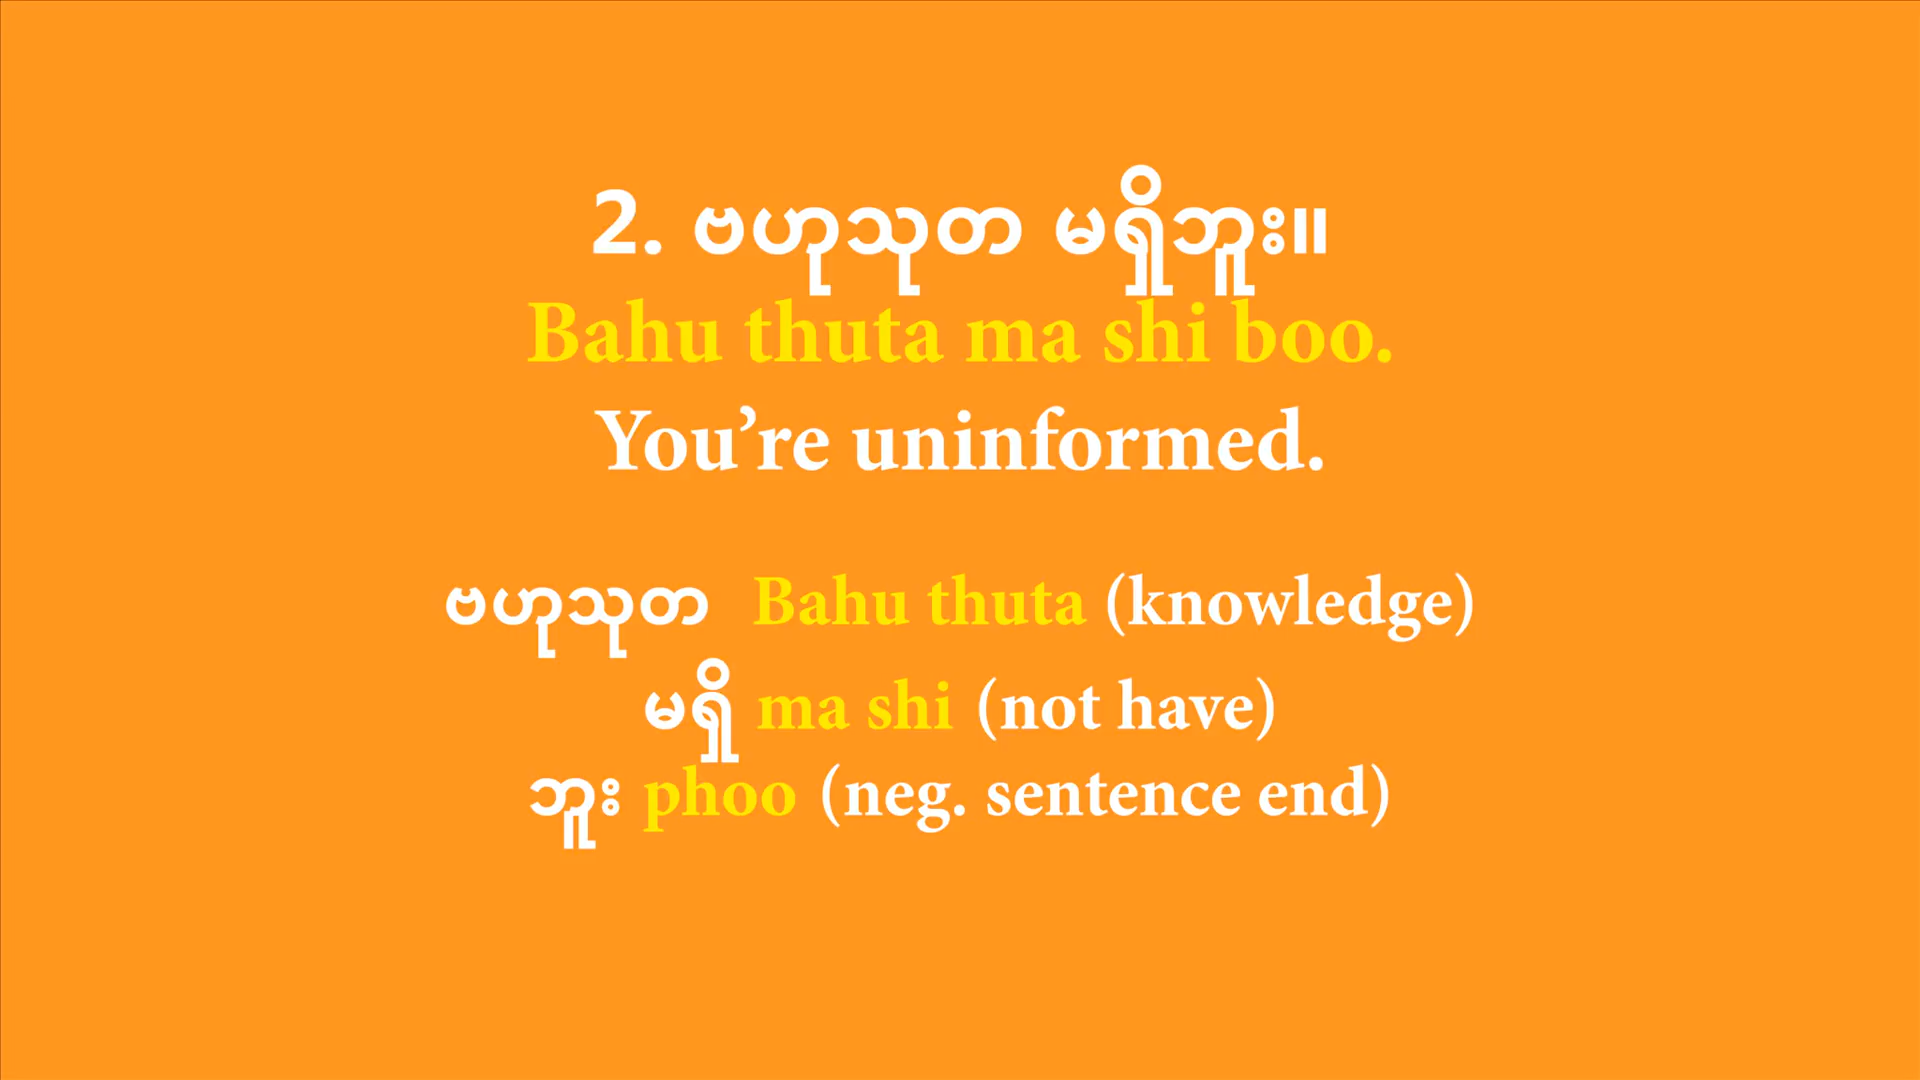 2. ဗဟုသုတ မရှိဘူး။
Bahu thuta ma shi boo.
You’re uninformed.
ဗဟုသုတ Bahu thuta (knowledge)
မရှိ ma shi (not have)
ဘူး phoo (neg. sentence end)